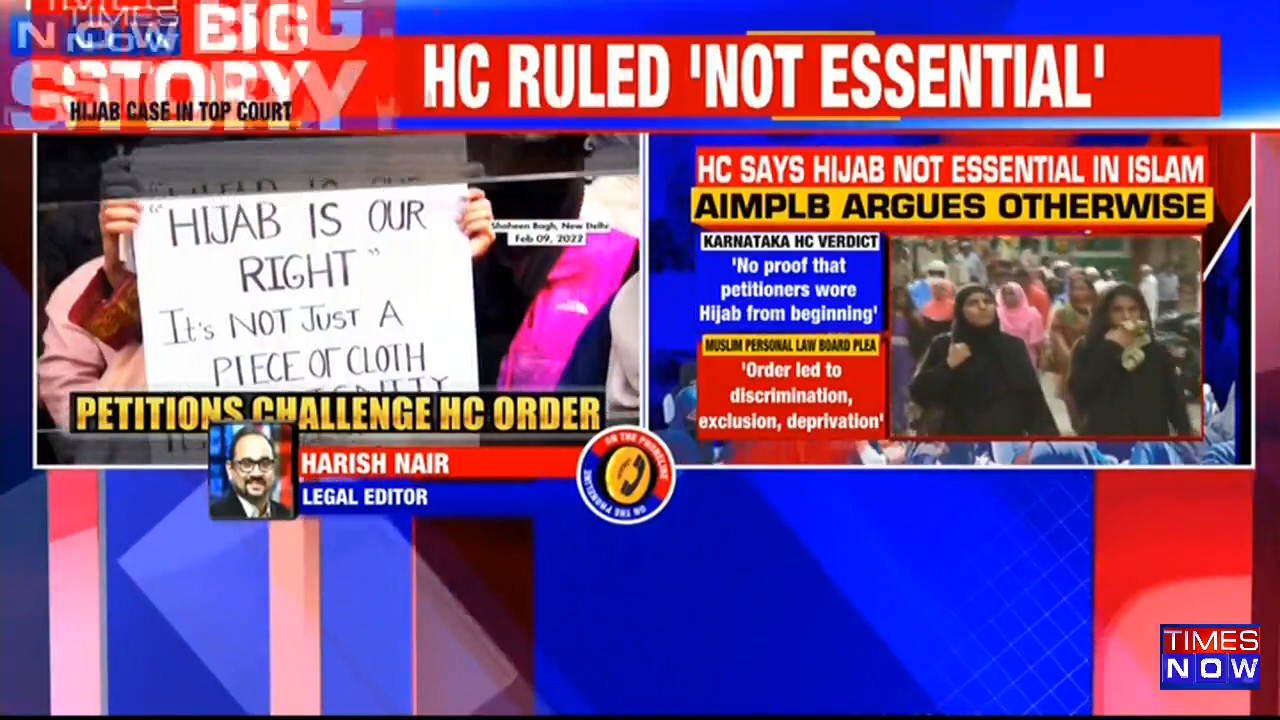 TIMES
NOW
BIG
STORY
HIJAB CASE IN TOP COURT
HC RULED 'NOT ESSENTIAL'
"HIJAB IS OUR
RIGHT"
IT'S NOT JUST A
PIECE OF CLOTH
Shaheen Bagh, New Delhi
Feb 09, 2022
PETITIONS CHALLENGE HC ORDER
HC SAYS HIJAB NOT ESSENTIAL IN ISLAM
AIMPLB ARGUES OTHERWISE
KARNATAKA HC VERDICT
'No proof that
petitioners wore
Hijab from beginning'
MUSLIM PERSONAL LAW BOARD PLEA
'Order led to
discrimination,
exclusion, deprivation'
HARISH NAIR
LEGAL EDITOR
ON THE PHONELINE
ON THE PHONELINE
TIMES
NOW